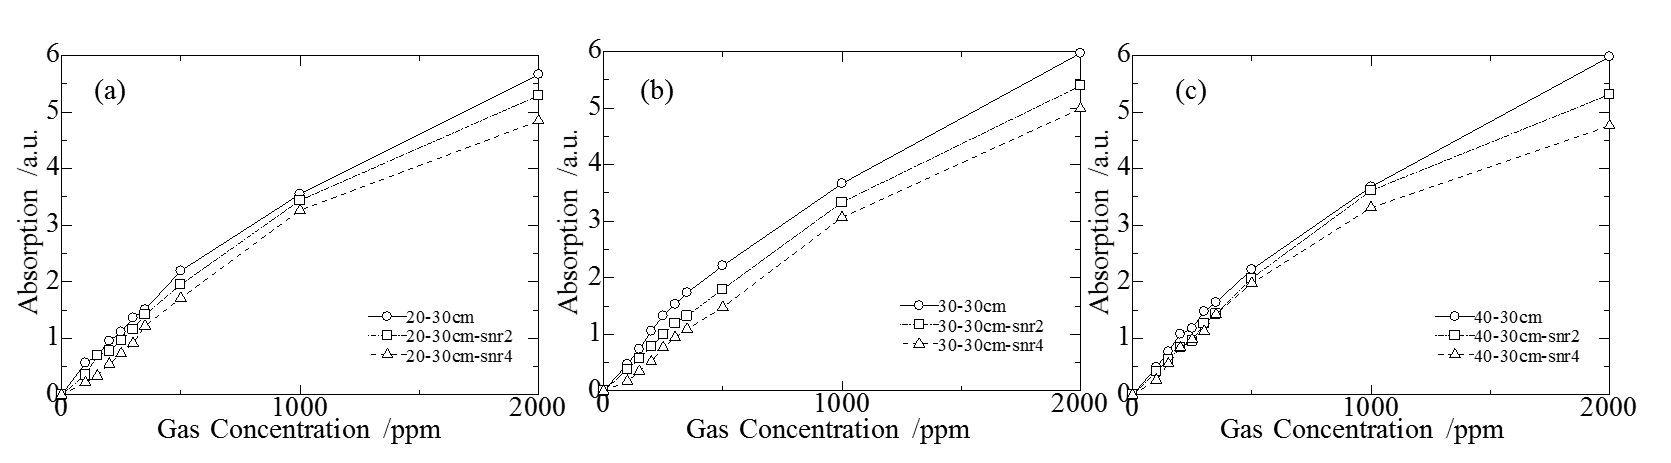 6
5
4
3
2
1
0
0
1000
2000
(a)
Absorption /a.u.
Gas Concentration /ppm
20-30cm
20-30cm-snr2
20-30cm-snr4
6
5
4
3
2
1
0
0
1000
2000
(b)
Absorption /a.u.
Gas Concentration /ppm
30-30cm
30-30cm-snr2
30-30cm-snr4
6
5
4
3
2
1
0
0
1000
2000
(c)
Absorption /a.u.
Gas Concentration /ppm
40-30cm
40-30cm-snr2
40-30cm-snr4